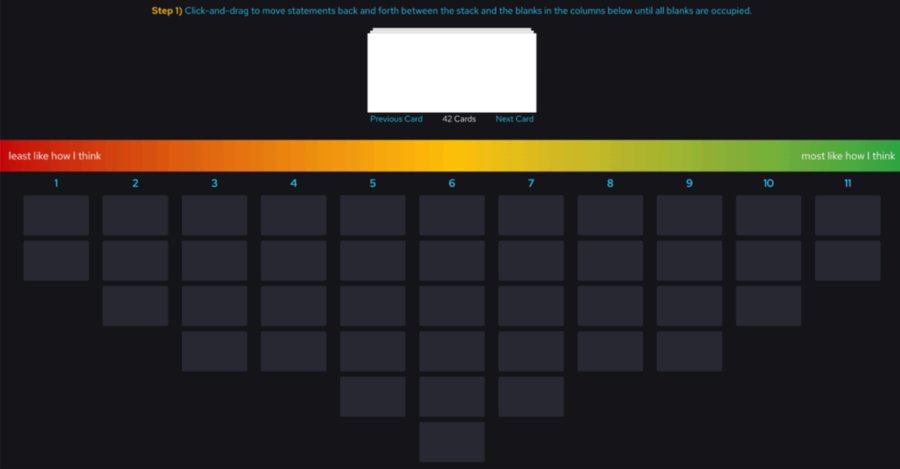 Step 1) Click-and-drag to move statements back and forth between the stack and the blanks in the columns below until all blanks are occupied.
Previous Card 42 Cards Next Card
least like how I think most like how I think
1 2 3 4 5 6 7 8 9 10 11